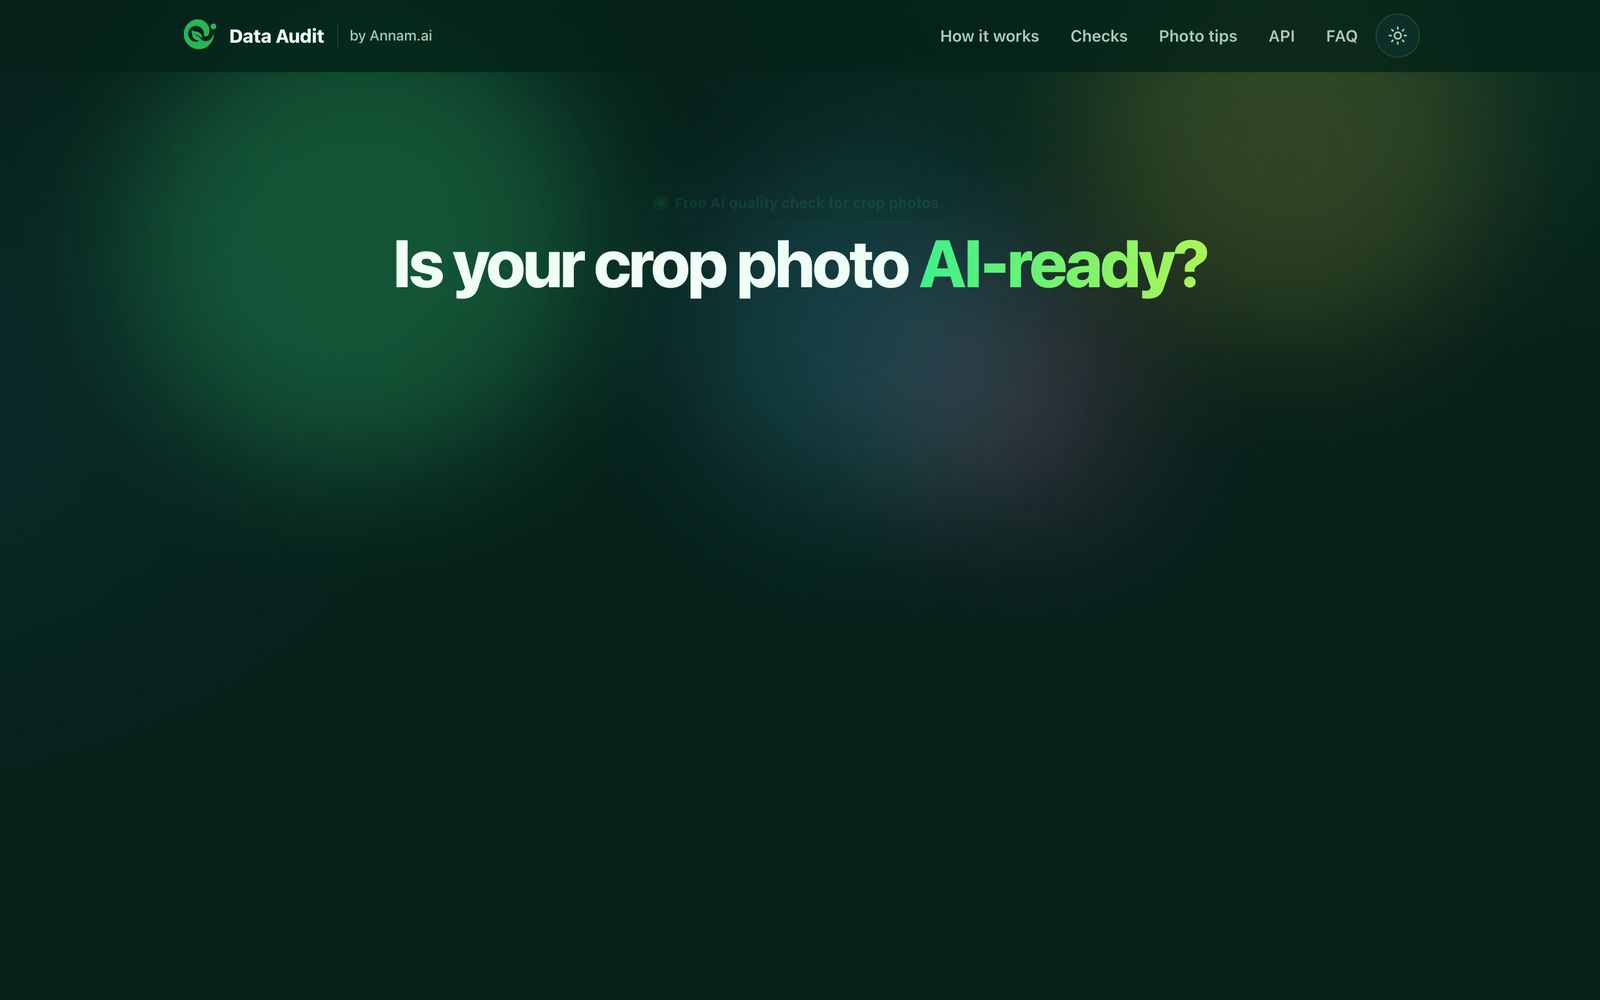 Data Audit
by Annam.ai
How it works
Checks
Photo tips
API
FAQ
Free AI quality check for crop photos
Is your crop photo AI-ready?